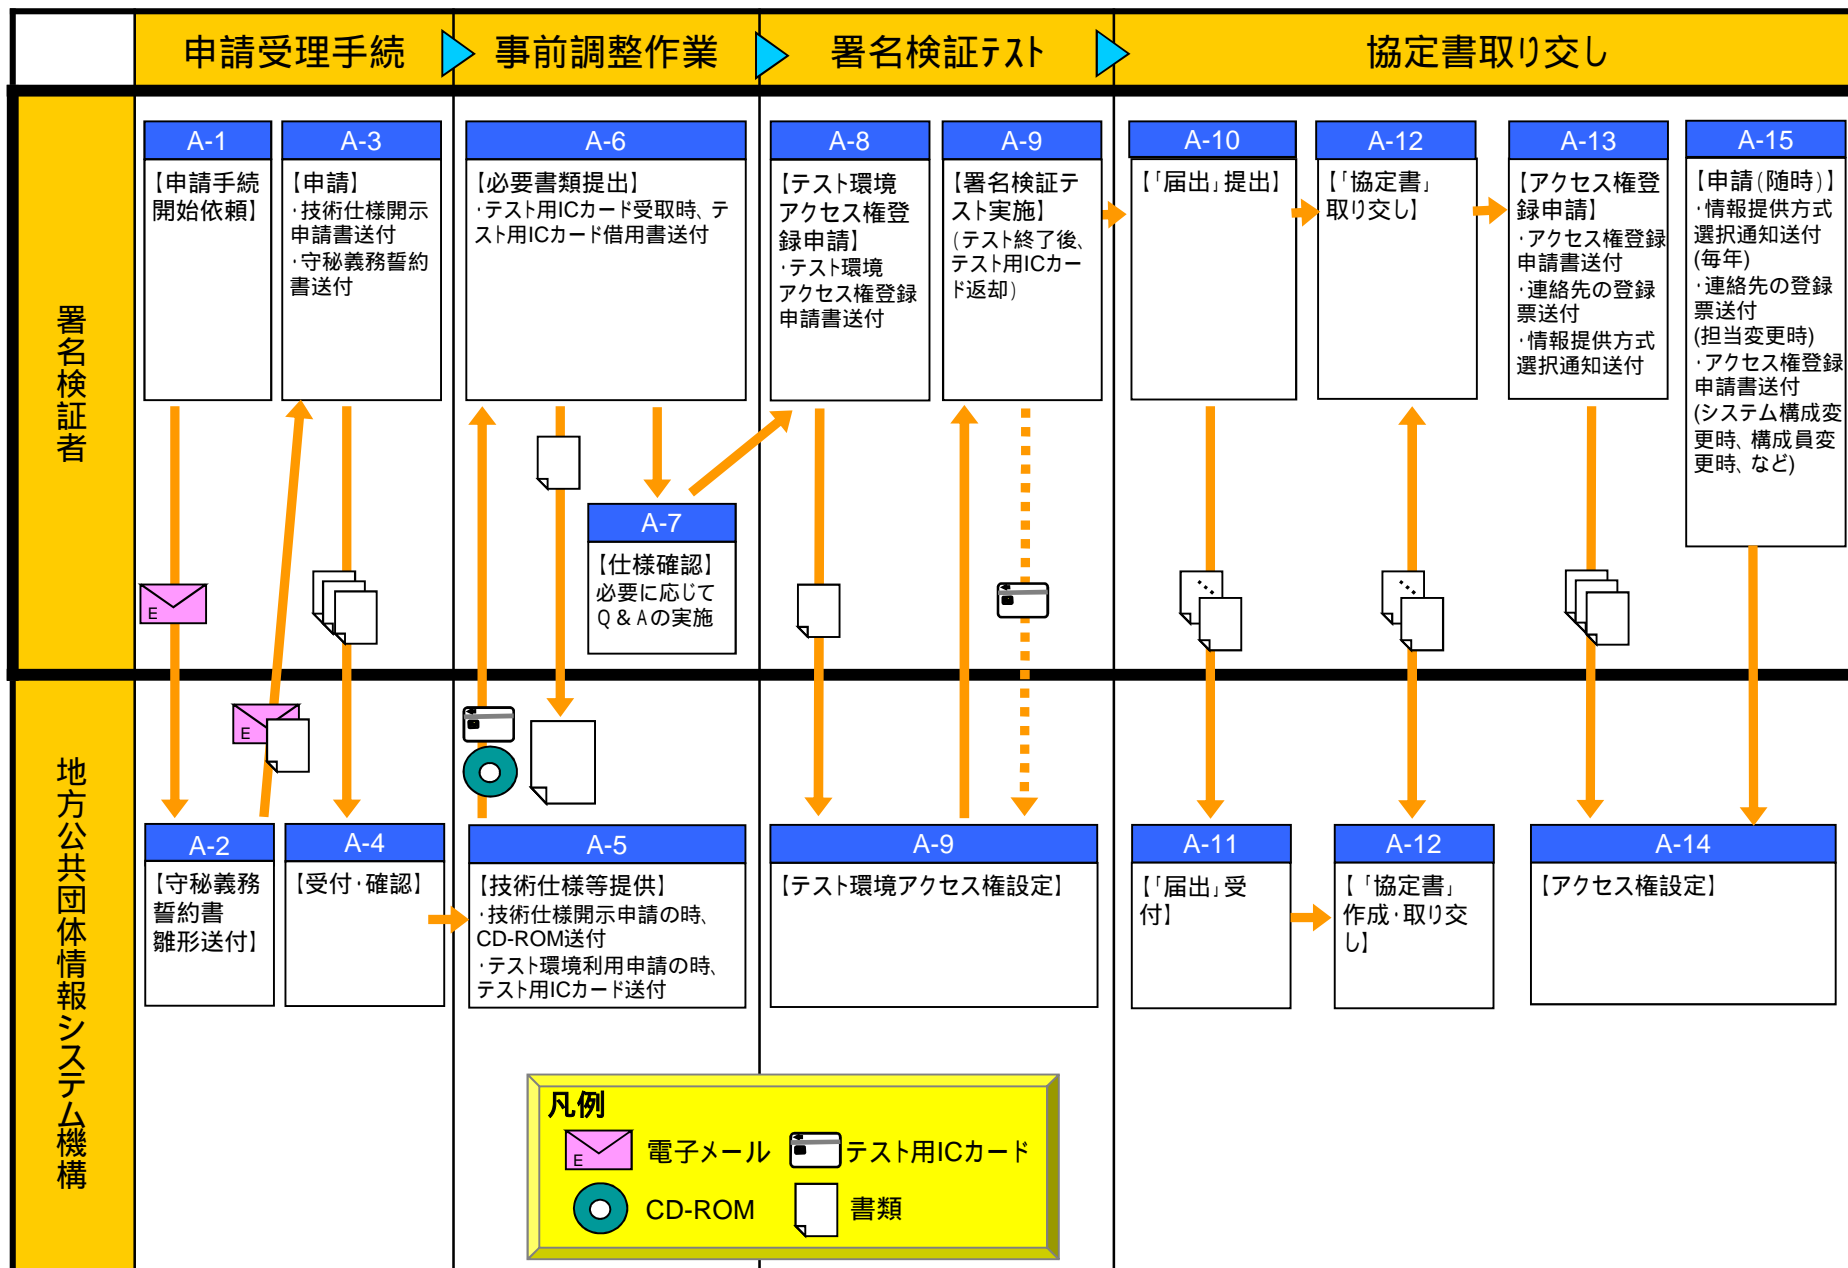 申請受理手続
事前調整作業
署名検証テスト
協定書取り交し
署名検証者
A-1
【申請手続
開始依頼】
A-3
【申請】
・技術仕様開示
申請書送付
・守秘義務誓約
書送付
A-6
【必要書類提出】
・テスト用ICカード受取時、テ
スト用ICカード借用書送付
A-7
【仕様確認】
必要に応じて
Q & Aの実施
A-8
【テスト環境
アクセス権登
録申請】
・テスト環境
アクセス権登録
申請書送付
A-9
【署名検証テ
スト実施】
(テスト終了後、
テスト用ICカー
ド返却)
A-10
【「届出」提出】
A-12
【「協定書」
取り交し】
A-13
【アクセス権登
録申請】
・アクセス権登録
申請書送付
・連絡先の登録
票送付
・情報提供方式
選択通知送付
A-15
【申請(随時)】
・情報提供方式
選択通知送付
(毎年)
・連絡先の登録
票送付
(担当変更時)
・アクセス権登録
申請書送付
(システム構成変
更時、構成員変
更時、など)
E
E
地方公共団体情報システム機構
A-2
【守秘義務
誓約書
雛形送付】
A-4
【受付・確認】
A-5
【技術仕様等提供】
・技術仕様開示申請の時、
CD-ROM送付
・テスト環境利用申請の時、
テスト用ICカード送付
A-9
【テスト環境アクセス権設定】
A-11
【「届出」受
付】
A-12
【「協定書」
作成・取り交
し】
A-14
【アクセス権設定】
凡例
E
電子メール
テスト用ICカード
CD-ROM
書類